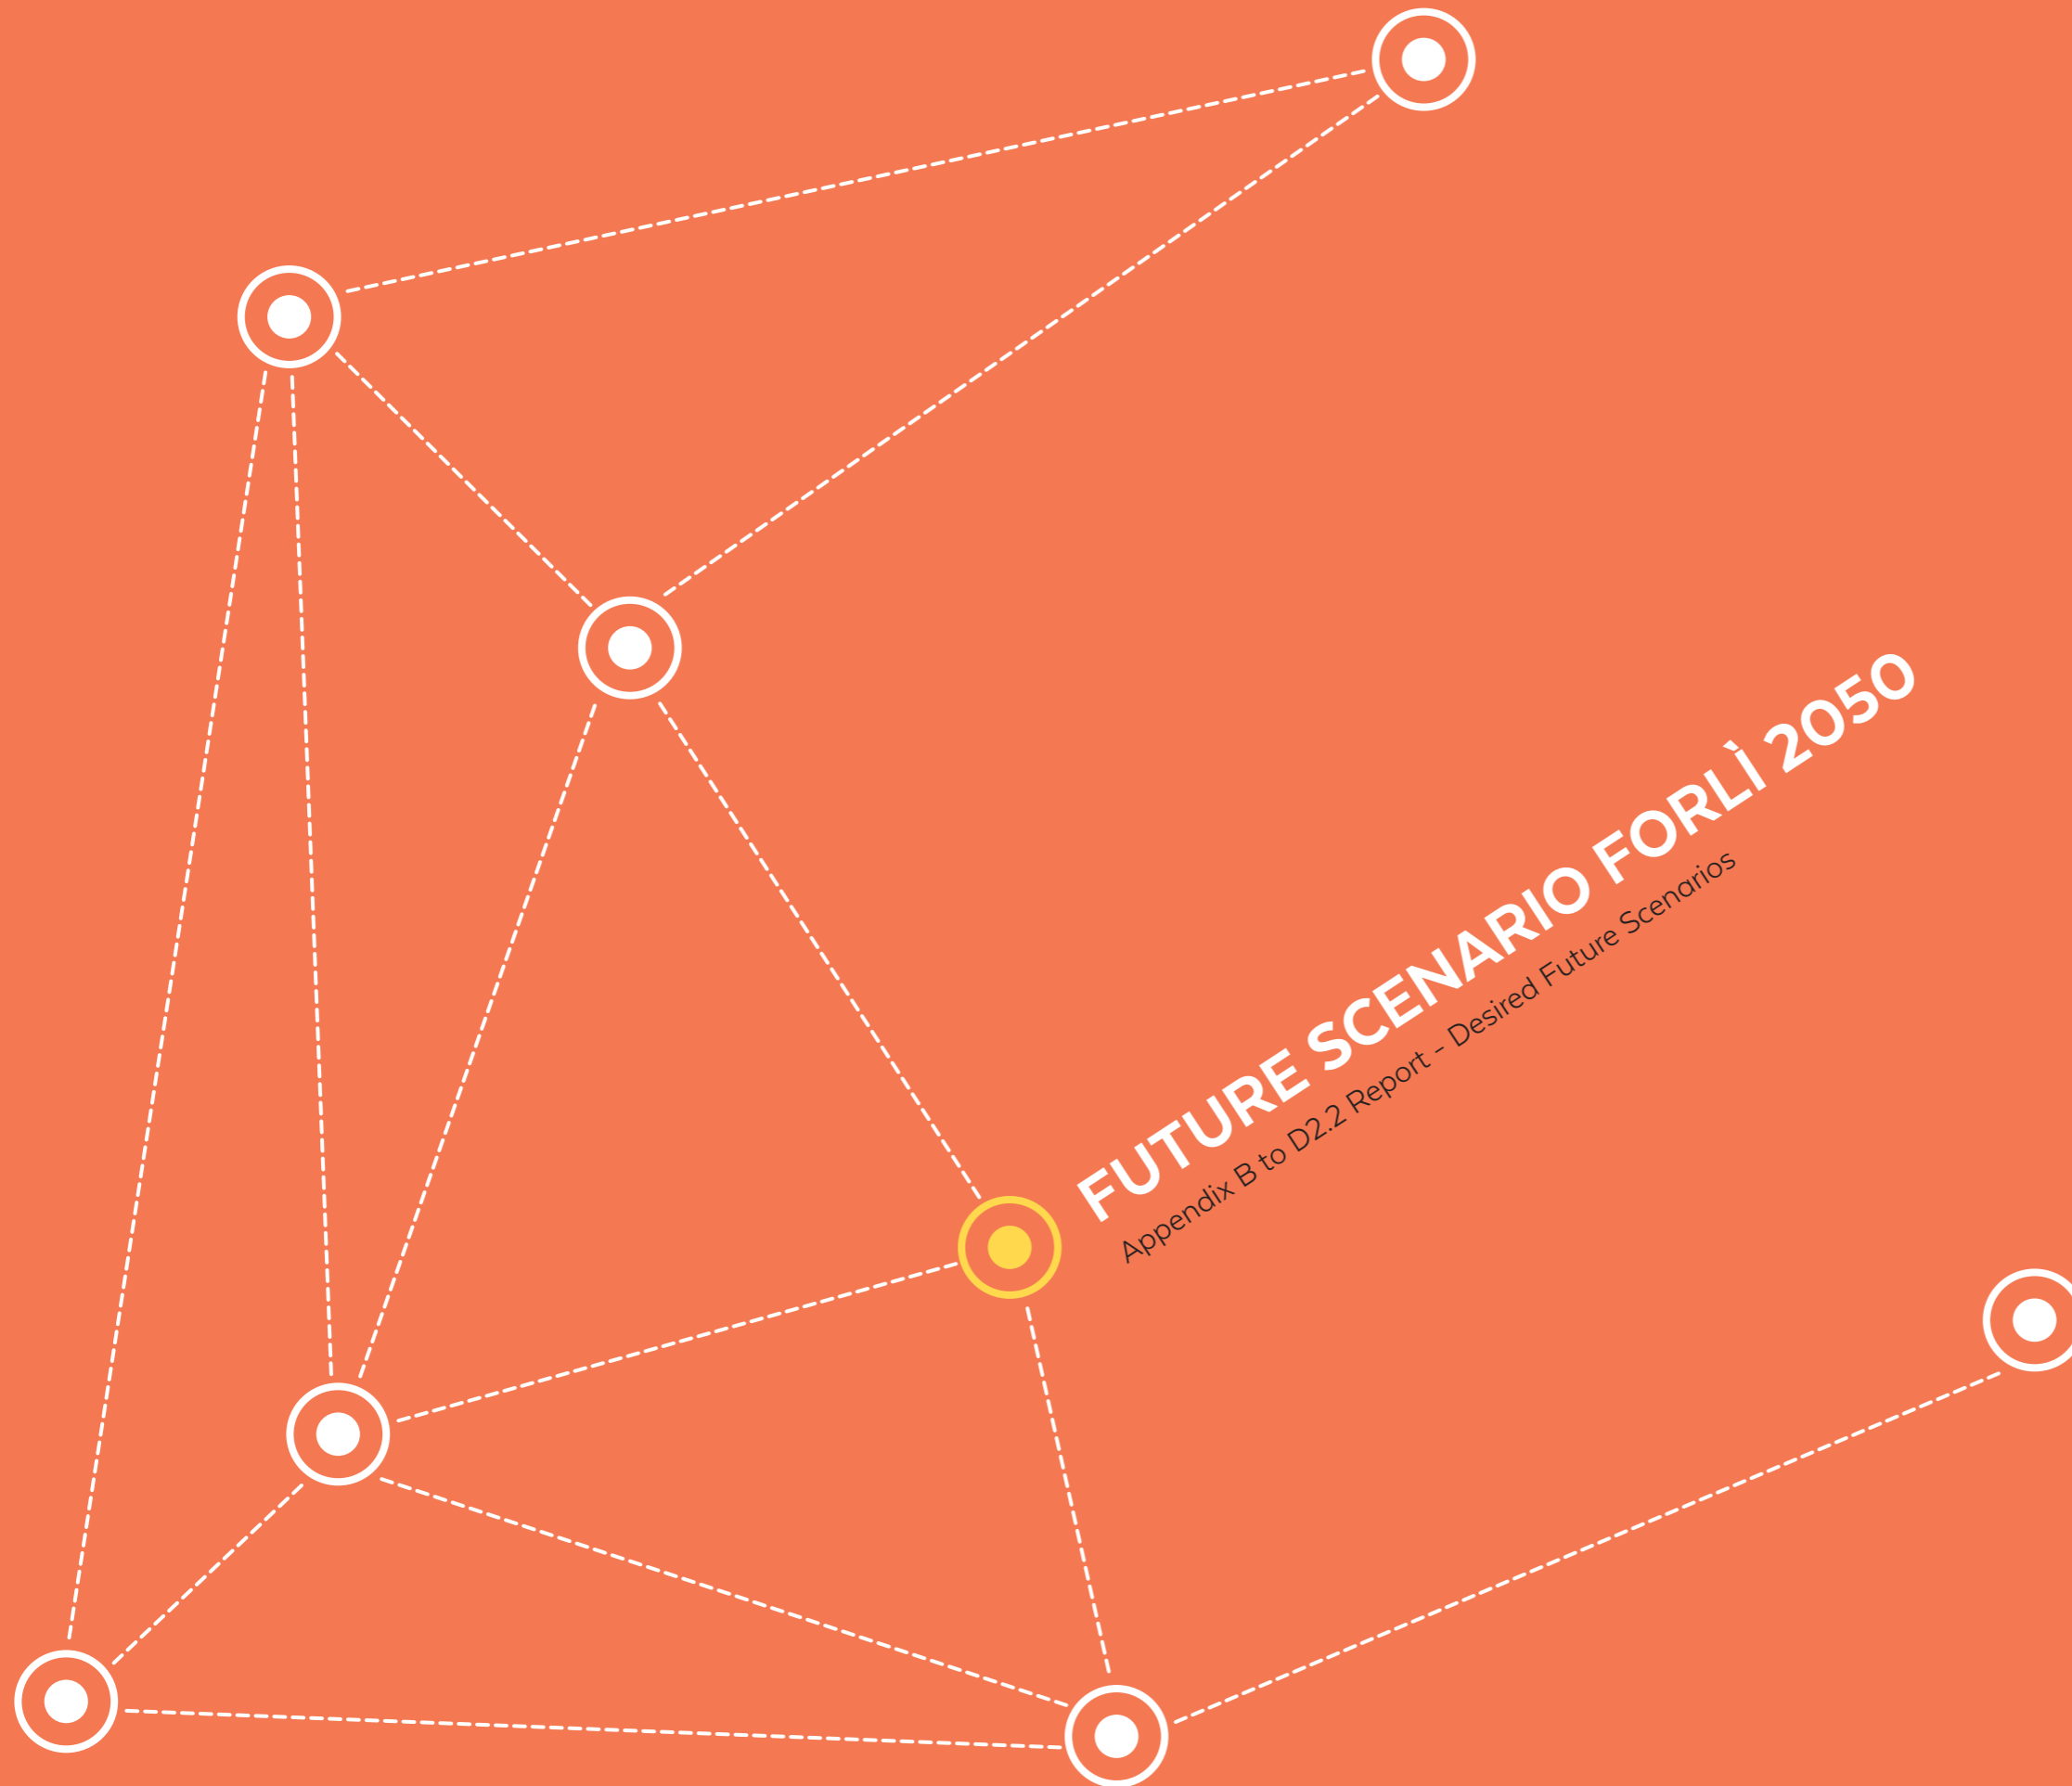 FUTURE SCENARIO FORLÌ 2050
Appendix B to D2.2 Report - Desired Future Scenarios